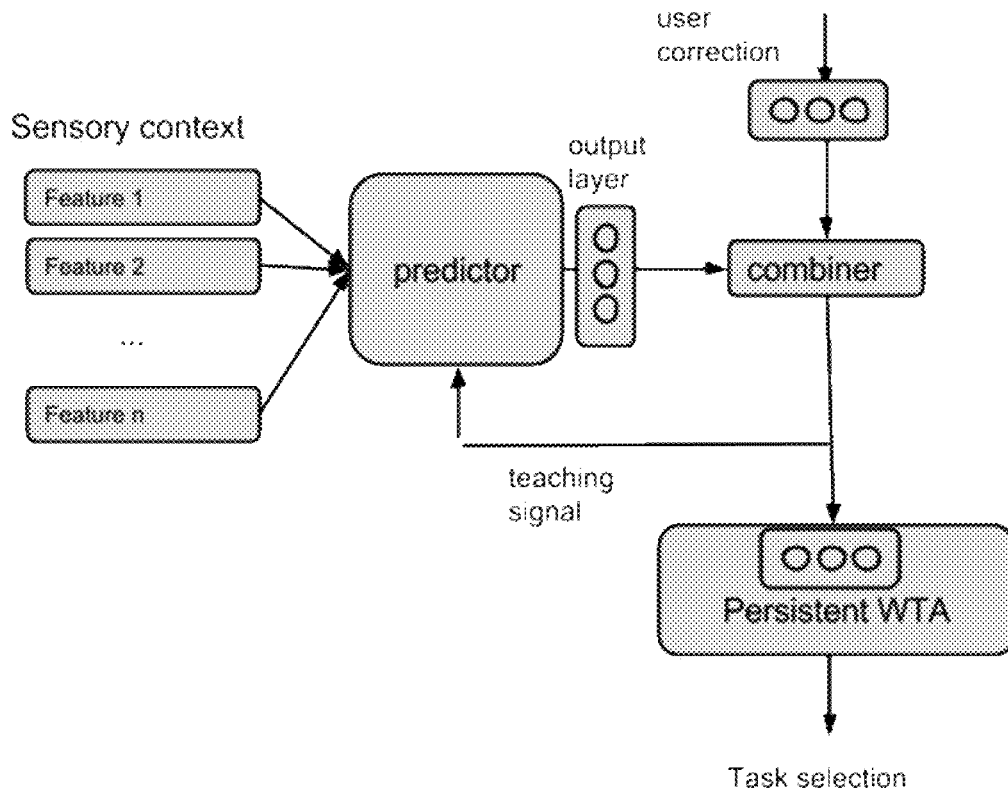 user
correction
Sensory context
Feature 1
Feature 2
...
Feature n
predictor
output
layer
combiner
teaching
signal
Persistent WTA
Task selection